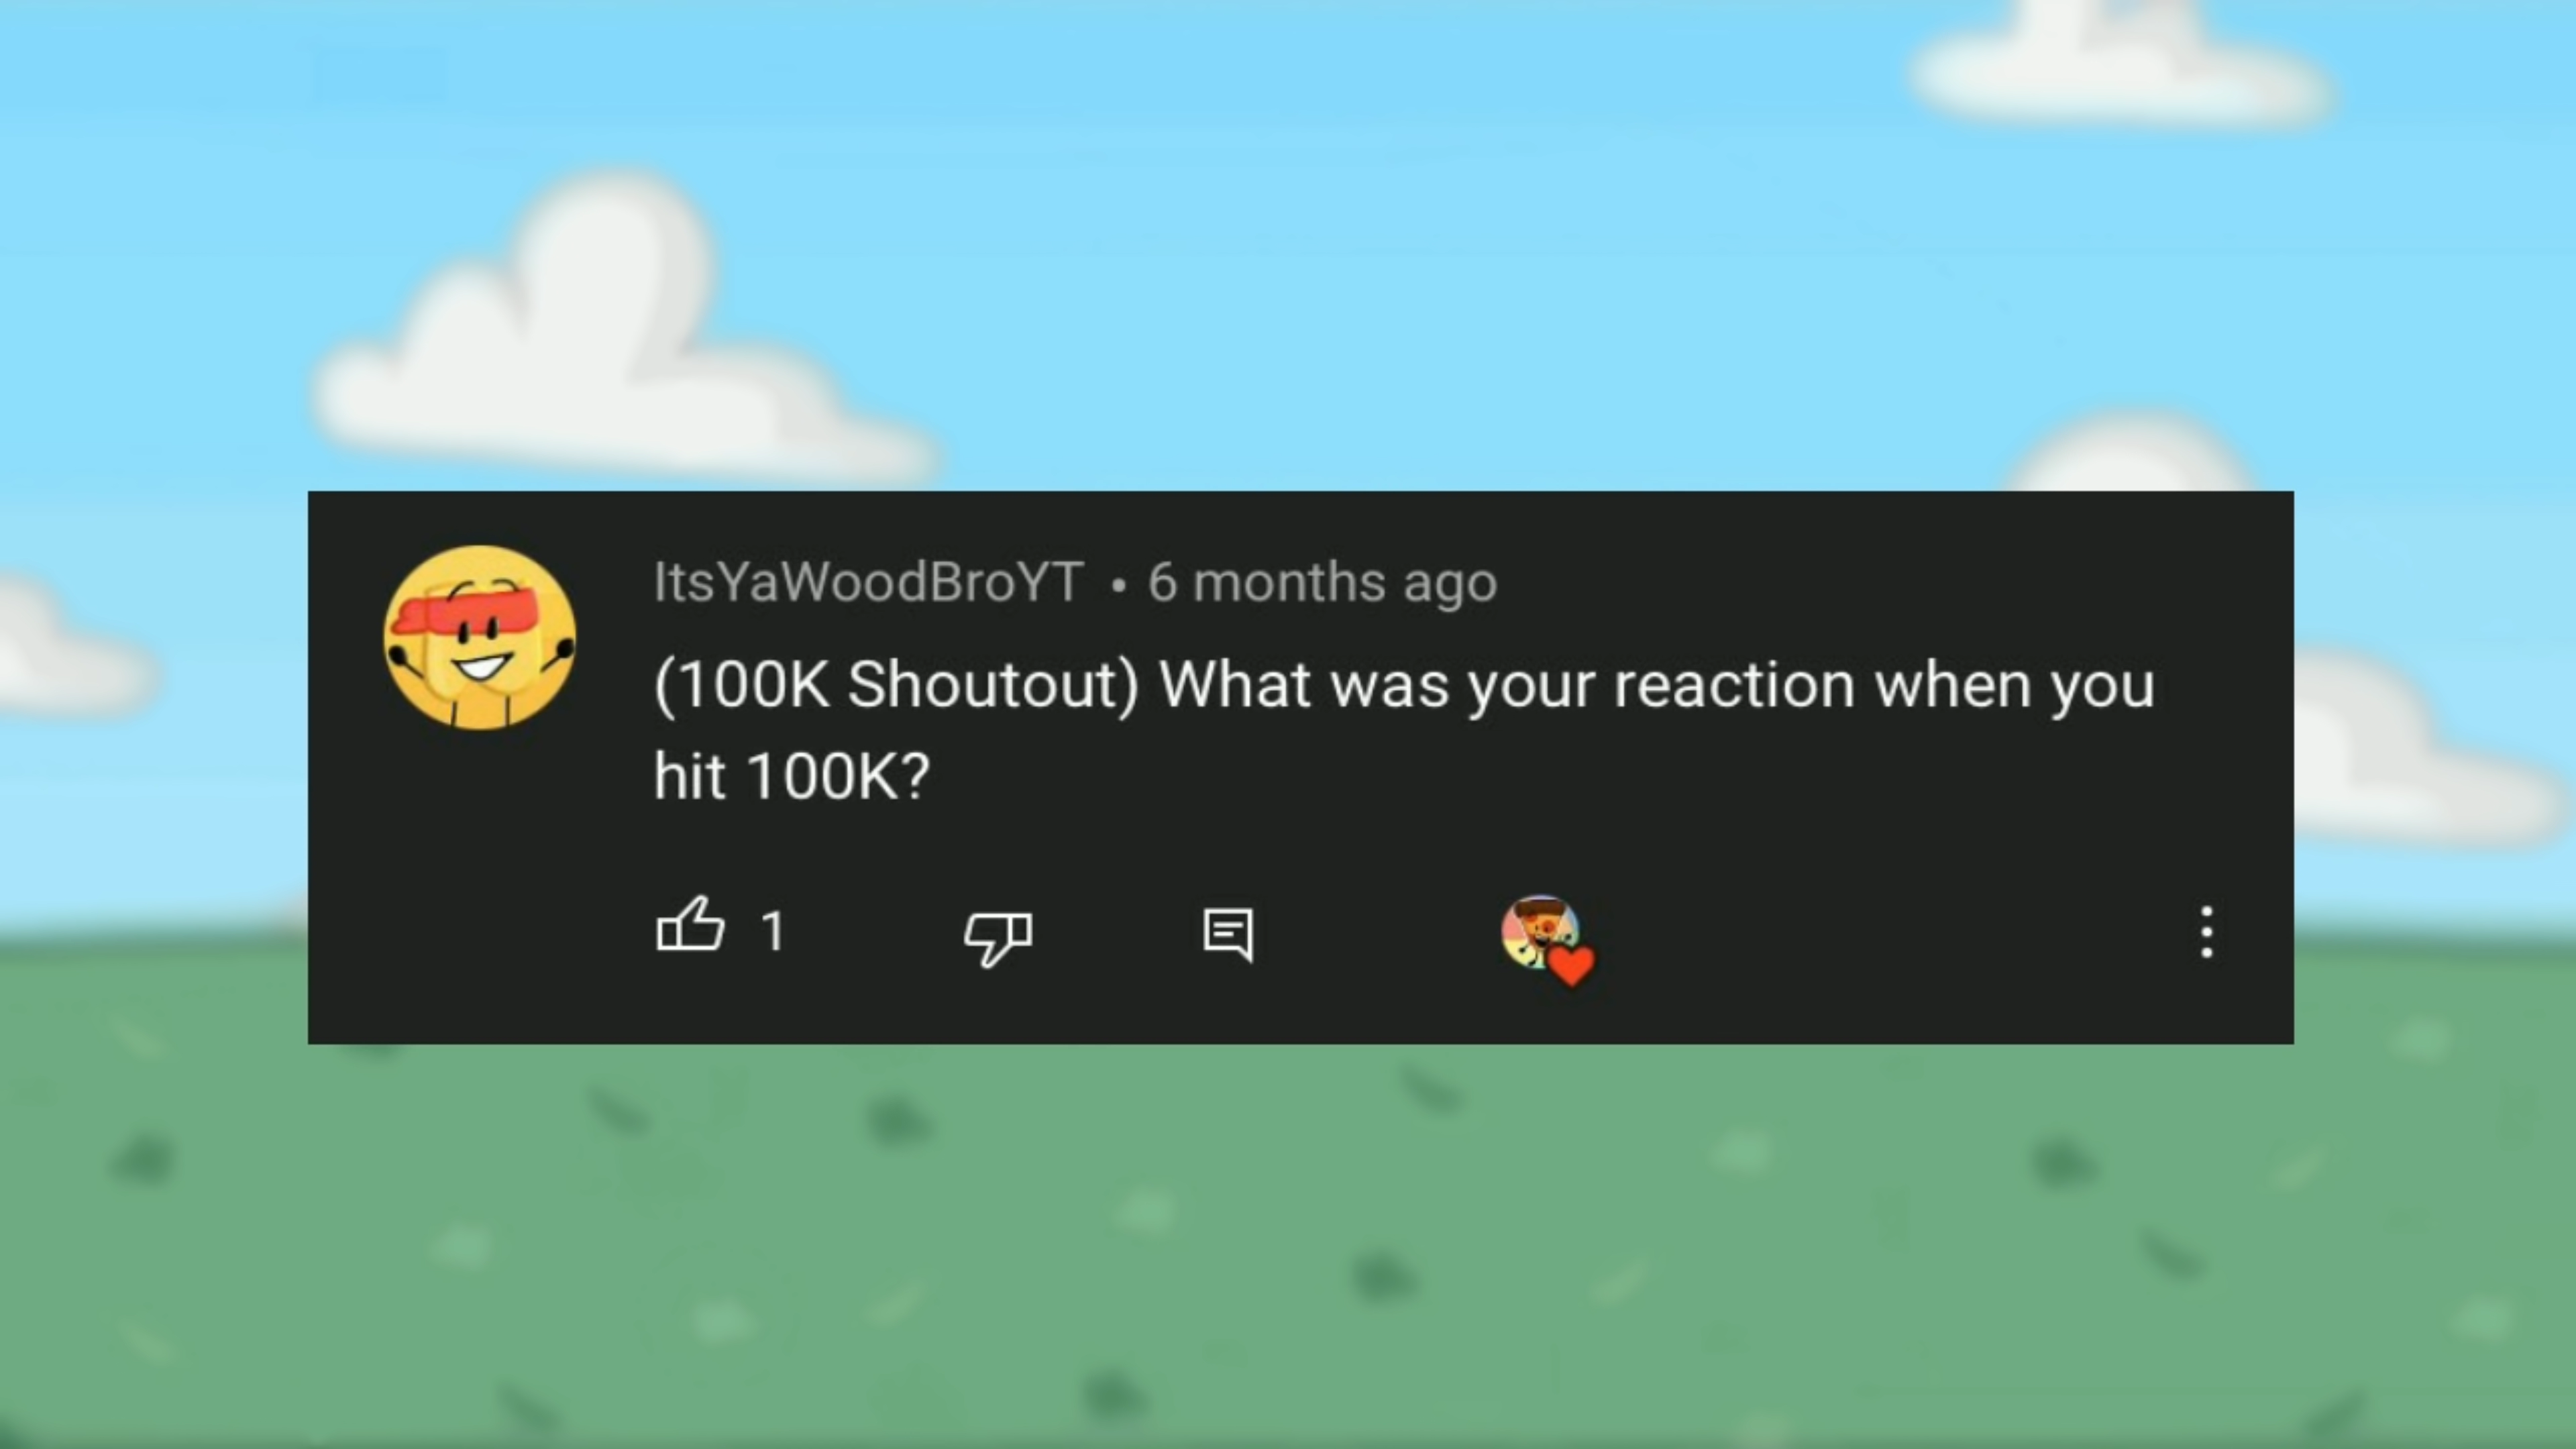 ItsYaWoodBroYT • 6 months ago
(100K Shoutout) What was your reaction when you
hit 100K?
1